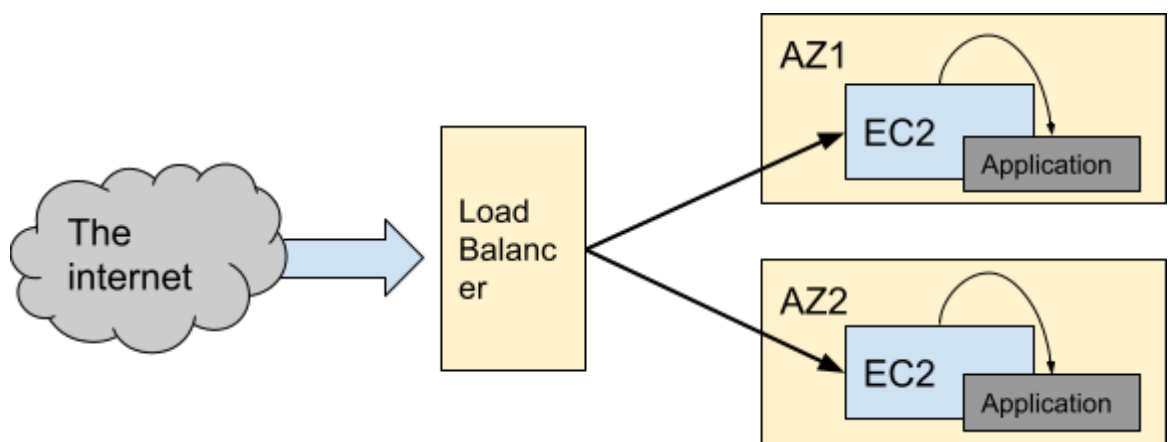 The
internet
Load
Balanc
er
AZ1
EC2
Application
AZ2
EC2
Application